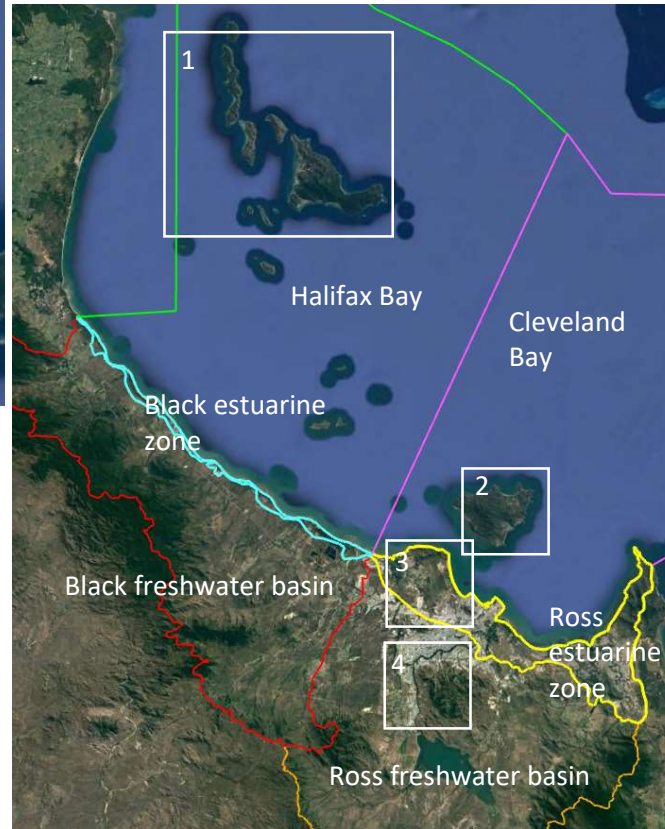 1
Halifax Bay
Cleveland
Bay
Black estuarine
zone
2
3
Black freshwater basin
Ross
estuarine
zone
4
Ross freshwater basin